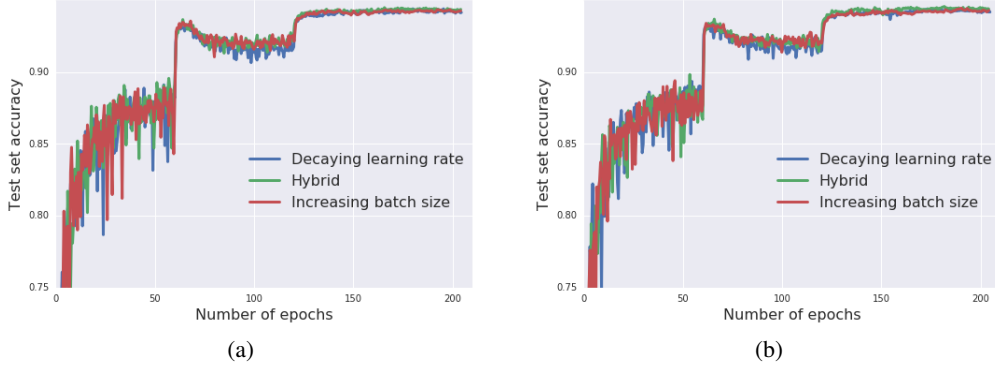 0.90
0.85
0.80
0.75
Test set accuracy
Decaying learning rate
Hybrid
Increasing batch size
0 50 100 150 200
Number of epochs
(a)
0.90
0.85
0.80
0.75
Test set accuracy
Decaying learning rate
Hybrid
Increasing batch size
0 50 100 150 200
Number of epochs
(b)